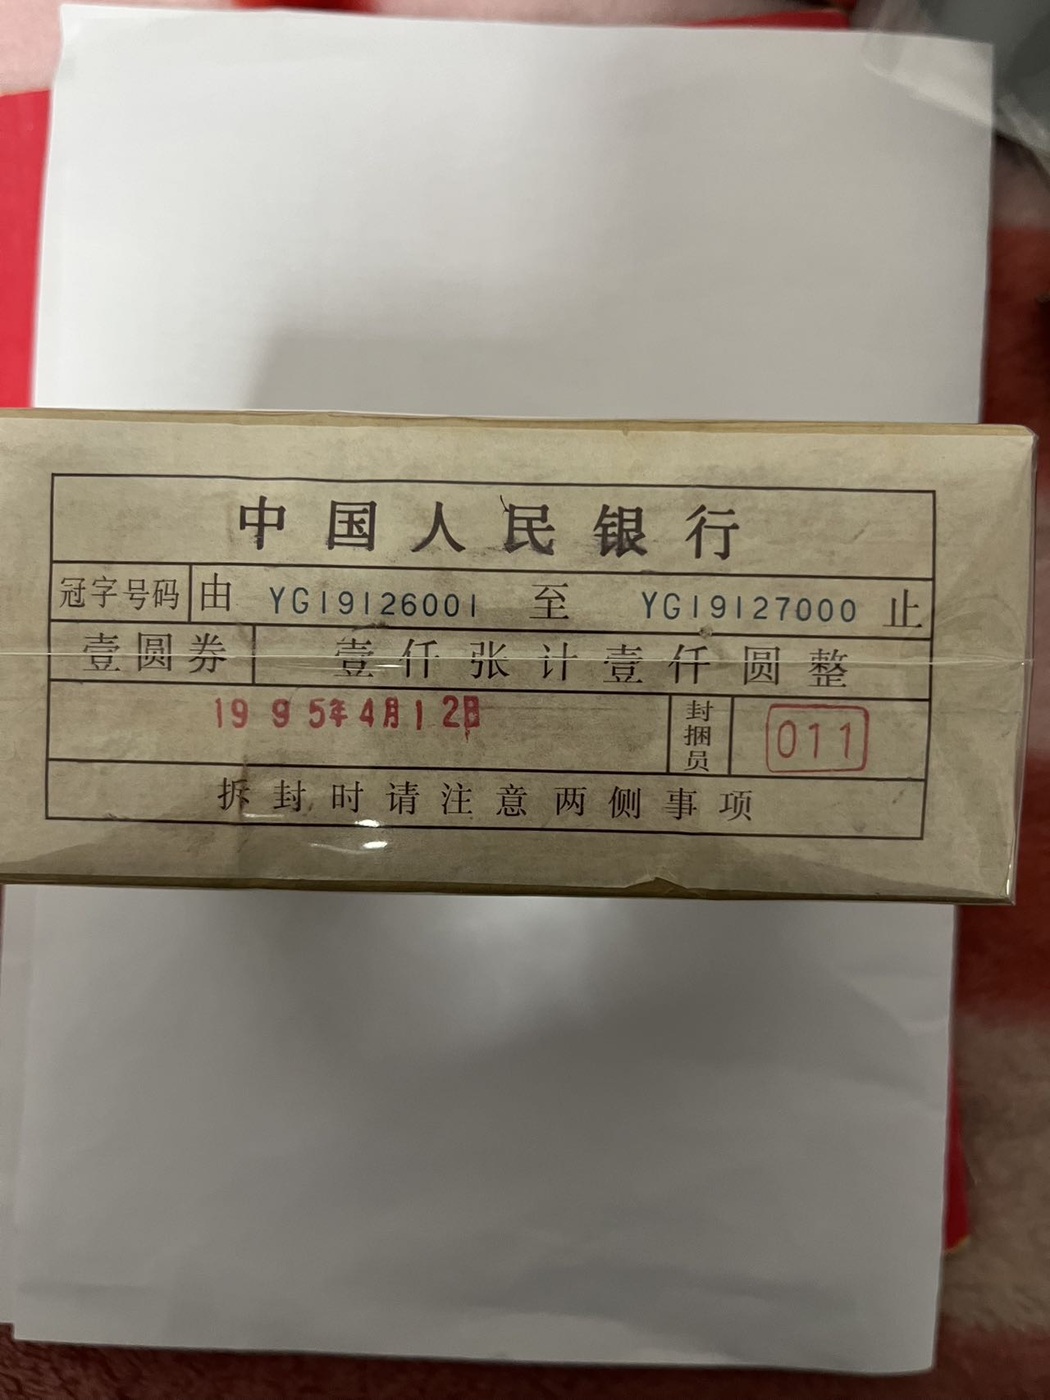 中国人民银行
冠字号码 由 YG19126001 至 YG19127000 止
壹圆券 壹仟张计壹仟圆整
1995年4月12日 封捆员 011
拆封时请注意两侧事项